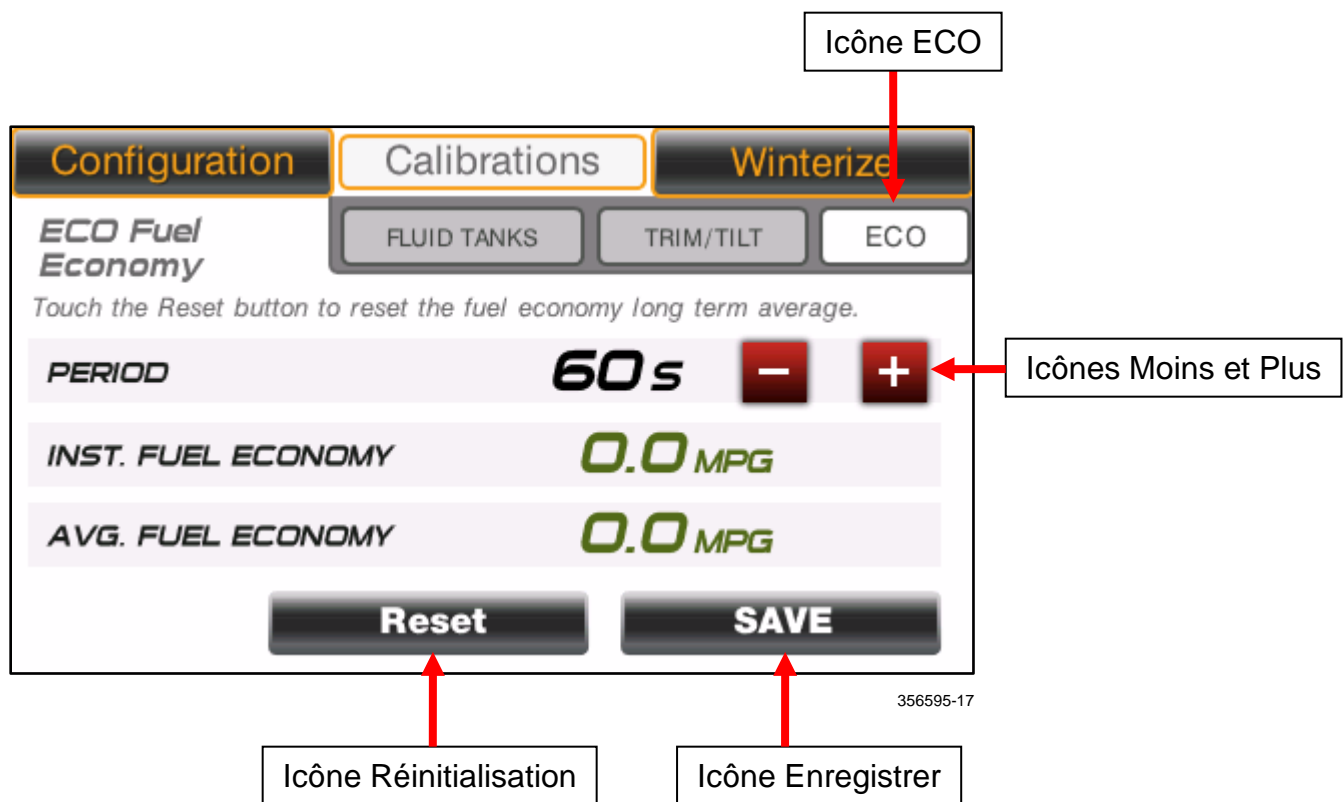 Icône ECO
Configuration
Calibrations
Winterize
ECO Fuel
Economy
FLUID TANKS
TRIM/TILT
ECO
Touch the Reset button to reset the fuel economy long term average.
PERIOD
60 s
−
+
Icônes Moins et Plus
INST. FUEL ECONOMY
0.0 MPG
AVG. FUEL ECONOMY
0.0 MPG
Reset
SAVE
356595-17
Icône Réinitialisation
Icône Enregistrer